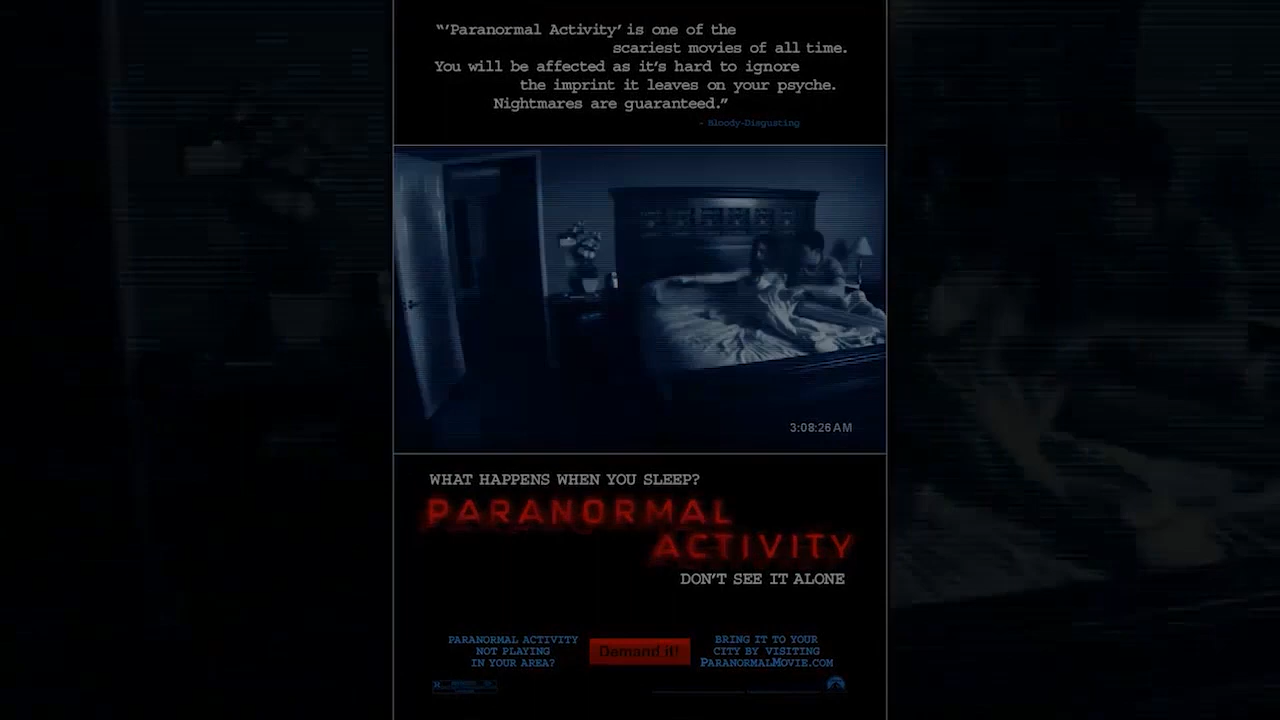 “‘Paranormal Activity’ is one of the
scariest movies of all time.
You will be affected as it’s hard to ignore
the imprint it leaves on your psyche.
Nightmares are guaranteed.”
- Bloody-Disgusting
3:08:26 AM
WHAT HAPPENS WHEN YOU SLEEP?
PARANORMAL
ACTIVITY
DON’T SEE IT ALONE
PARANORMAL ACTIVITY
NOT PLAYING
IN YOUR AREA?
Demand it!
BRING IT TO YOUR
CITY BY VISITING
PARANORMALMOVIE.COM
R